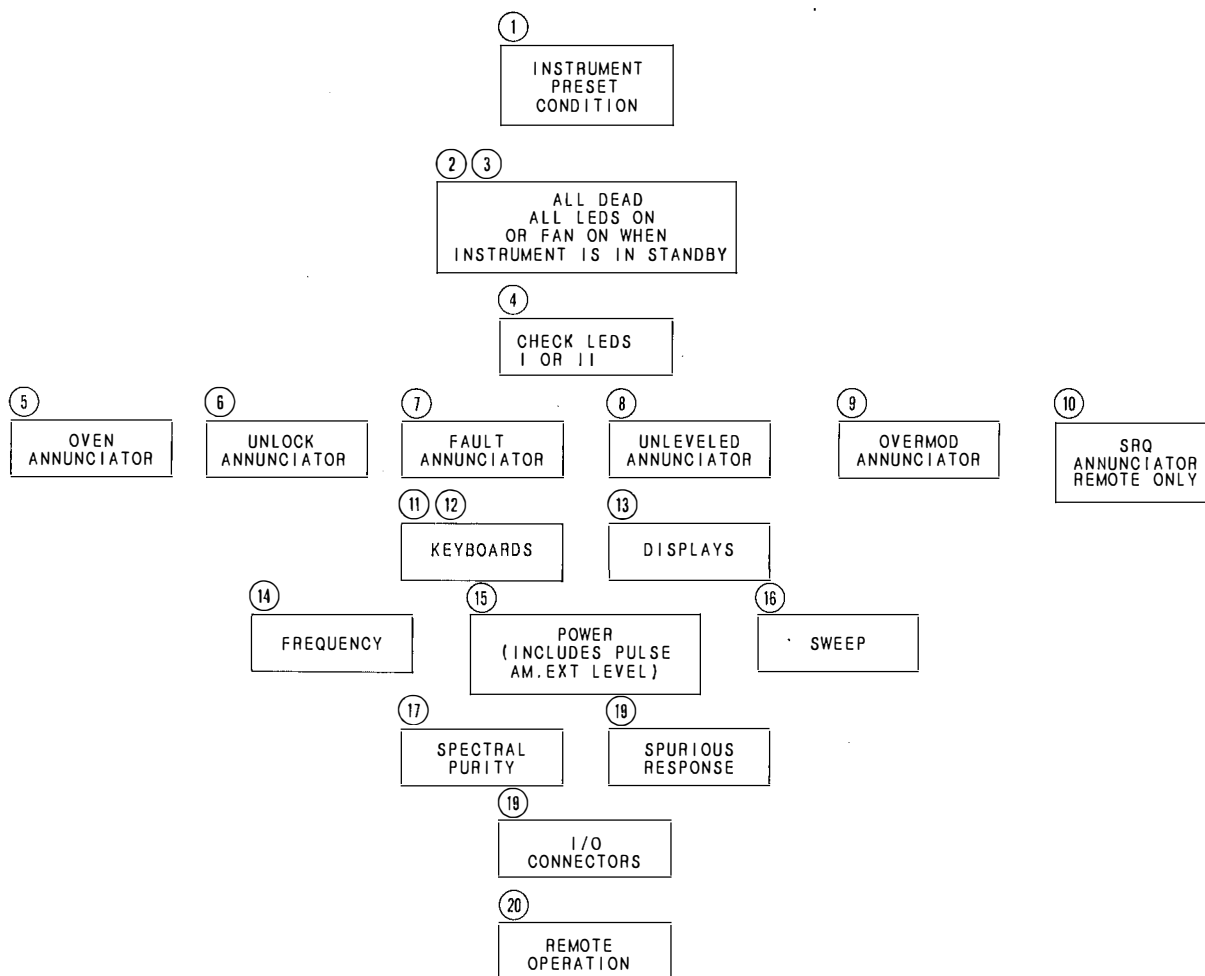 1
INSTRUMENT
PRESET
CONDITION
2 3
ALL DEAD
ALL LEDS ON
OR FAN ON WHEN
INSTRUMENT IS IN STANDBY
4
CHECK LEDS
I OR II
5
OVEN
ANNUNCIATOR
6
UNLOCK
ANNUNCIATOR
7
FAULT
ANNUNCIATOR
8
UNLEVELED
ANNUNCIATOR
9
OVERMOD
ANNUNCIATOR
10
SRQ
ANNUNCIATOR
REMOTE ONLY
11 12
KEYBOARDS
13
DISPLAYS
14
FREQUENCY
15
POWER
(INCLUDES PULSE
AM.EXT LEVEL)
16
SWEEP
17
SPECTRAL
PURITY
19
SPURIOUS
RESPONSE
19
I/O
CONNECTORS
20
REMOTE
OPERATION